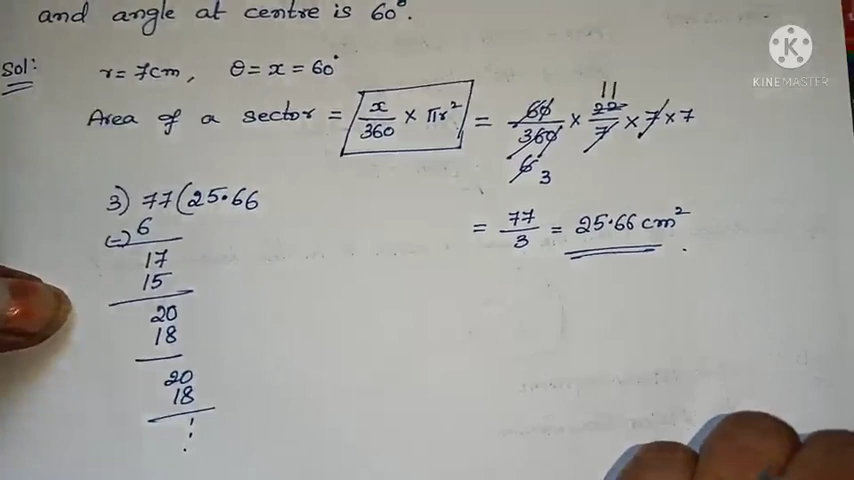 and angle at centre is 60°.
Sol:
r = 7cm, θ = x = 60°
Area of a sector = x/360 × πr² = 60/360 × 22/7 × 7 × 7
11
6 3
= 77/3 = 25.66 cm².
3) 77 (25.66
(-) 6
17
15
20
18
20
18
⋮
K
KINEMASTER